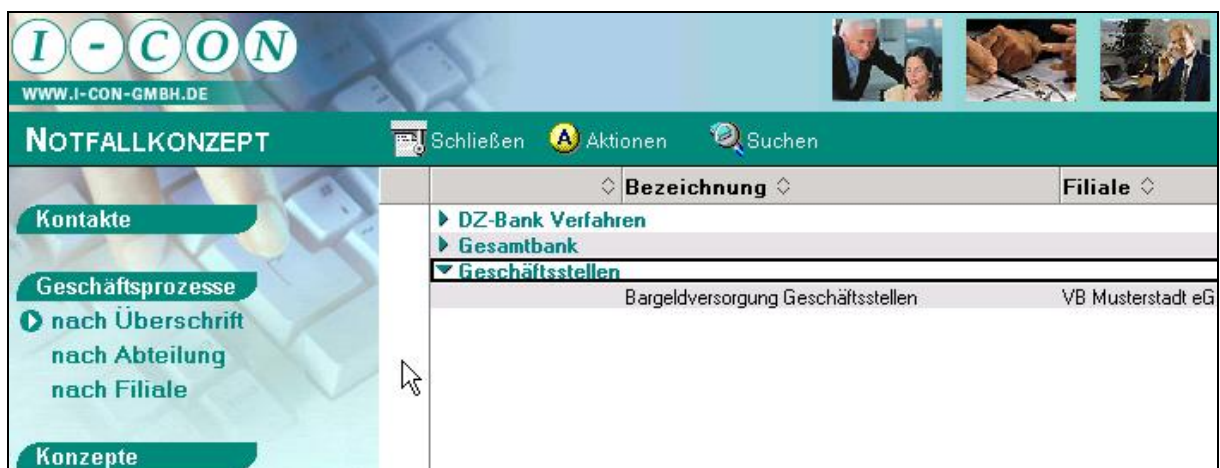 I-CON
WWW.I-CON-GMBH.DE
NOTFALLKONZEPT
Schließen
A Aktionen
Suchen
Bezeichnung
Filiale
Kontakte
DZ-Bank Verfahren
Gesamtbank
Geschäftsstellen
Bargeldversorgung Geschäftsstellen
VB Musterstadt eG
Geschäftsprozesse
nach Überschrift
nach Abteilung
nach Filiale
Konzepte